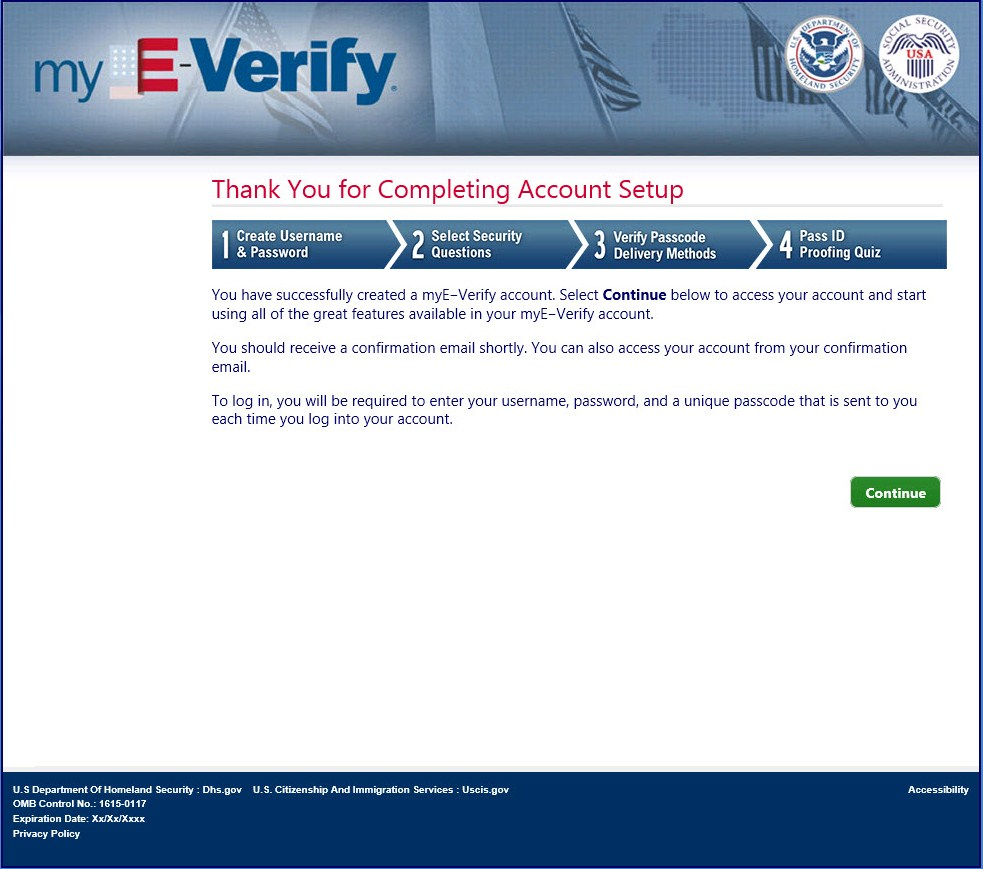 my E-Verify®
U.S. DEPARTMENT OF HOMELAND SECURITY
SOCIAL SECURITY ADMINISTRATION
USA
Thank You for Completing Account Setup
1 Create Username & Password
2 Select Security Questions
3 Verify Passcode Delivery Methods
4 Pass ID Proofing Quiz
You have successfully created a myE–Verify account. Select Continue below to access your account and start
using all of the great features available in your myE–Verify account.
You should receive a confirmation email shortly. You can also access your account from your confirmation
email.
To log in, you will be required to enter your username, password, and a unique passcode that is sent to you
each time you log into your account.
Continue
U.S Department Of Homeland Security : Dhs.gov U.S. Citizenship And Immigration Services : Uscis.gov Accessibility
OMB Control No.: 1615-0117
Expiration Date: Xx/Xx/Xxxx
Privacy Policy